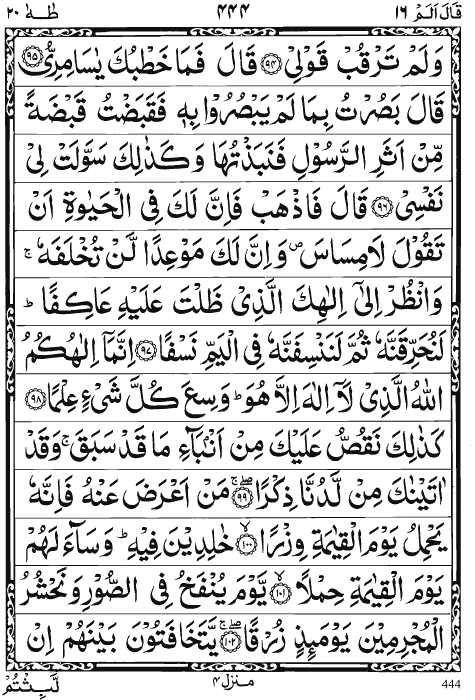 قَالَ اَلَمْ ١٦ ٤٤٤ طٰهٰ ٢٠
وَلَمْ تَرْقُبْ قَوْلِیْ ﴿٩٤﴾ قَالَ فَمَا خَطْبُكَ یٰسَامِرِیُّ ﴿٩٥﴾
قَالَ بَصُرْتُ بِمَا لَمْ یَبْصُرُوْا بِهٖ فَقَبَضْتُ قَبْضَةً
مِّنْ اَثَرِ الرَّسُوْلِ فَنَبَذْتُهَا وَكَذٰلِكَ سَوَّلَتْ لِیْ
نَفْسِیْ ﴿٩٦﴾ قَالَ فَاذْهَبْ فَاِنَّ لَكَ فِی الْحَیٰوةِ اَنْ
تَقُوْلَ لَا مِسَاسَ ۪ وَاِنَّ لَكَ مَوْعِدًا لَّنْ تُخْلَفَهٗ ۚ
وَانْظُرْ اِلٰۤی اِلٰهِكَ الَّذِیْ ظَلْتَ عَلَیْهِ عَاكِفًا ؕ
لَنُحَرِّقَنَّهٗ ثُمَّ لَنَنْسِفَنَّهٗ فِی الْیَمِّ نَسْفًا ﴿٩٧﴾ اِنَّمَاۤ اِلٰهُكُمُ
اللّٰهُ الَّذِیْ لَاۤ اِلٰهَ اِلَّا هُوَ ؕ وَسِعَ كُلَّ شَیْءٍ عِلْمًا ﴿٩٨﴾
كَذٰلِكَ نَقُصُّ عَلَیْكَ مِنْ اَنْۢبَآءِ مَا قَدْ سَبَقَ ۚ وَقَدْ
اٰتَیْنٰكَ مِنْ لَّدُنَّا ذِكْرًا ﴿٩٩﴾ مَنْ اَعْرَضَ عَنْهُ فَاِنَّهٗ
یَحْمِلُ یَوْمَ الْقِیٰمَةِ وِزْرًا ﴿١٠٠﴾ خٰلِدِیْنَ فِیْهِ ؕ وَسَآءَ لَهُمْ
یَوْمَ الْقِیٰمَةِ حِمْلًا ﴿١٠١﴾ یَّوْمَ یُنْفَخُ فِی الصُّوْرِ وَنَحْشُرُ
الْمُجْرِمِیْنَ یَوْمَىِٕذٍ زُرْقًا ﴿١٠٢﴾ یَّتَخَافَتُوْنَ بَیْنَهُمْ اِنْ
لَّبِثْتُمْ منزل ٤ 444